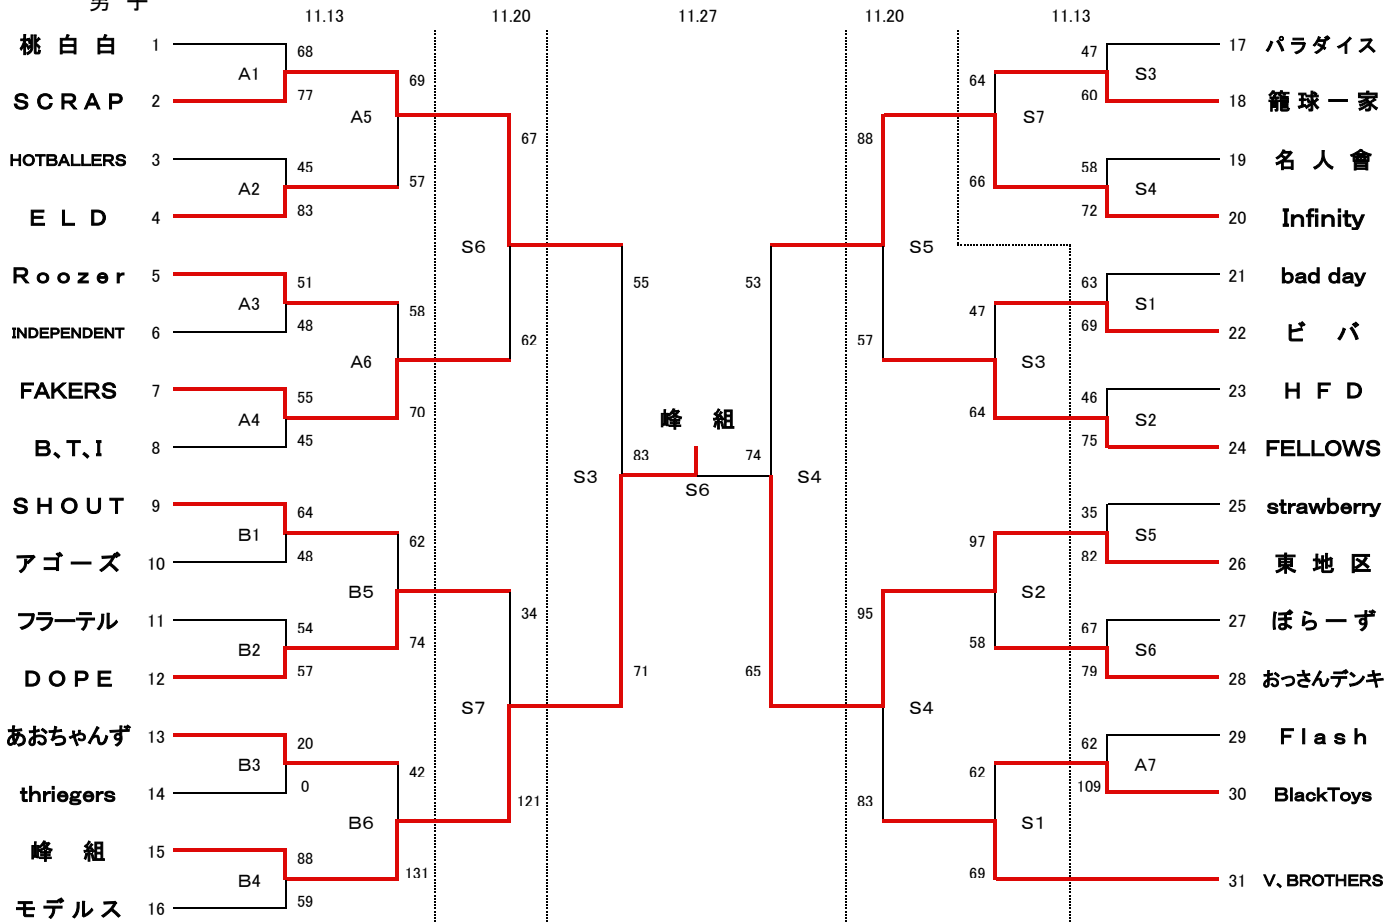 男 子
11.13 11.20 11.27 11.20 11.13
桃 白 白 1 68 47 17 パラダイス
A1 69 64 S3
SCRAP 2 77 60 18 籠球一家
A5 67 88 S7
HOTBALLERS 3 45 58 19 名 人 會
A2 57 66 S4
ELD 4 83 72 20 Infinity
S6 S5
Roozer 5 51 55 53 63 21 bad day
A3 58 47 S1
INDEPENDENT 6 48 62 57 69 22 ビ バ
A6 S3
FAKERS 7 55 46 23 HFD
A4 70 64 S2
B、T、I 8 45 75 24 FELLOWS
峰 組
83 74
S3 S6 S4
SHOUT 9 64 35 25 strawberry
B1 62 97 S5
アゴーズ 10 48 82 26 東 地 区
B5 34 95 S2
フラーテル 11 54 67 27 ぼらーず
B2 74 58 S6
DOPE 12 57 71 65 79 28 おっさんデンキ
S7 S4
あおちゃんず 13 20 62 29 Flash
B3 42 62 A7
thriegers 14 0 121 83 109 30 BlackToys
B6 S1
峰 組 15 88
B4 131 69 31 V、BROTHERS
モデルス 16 59